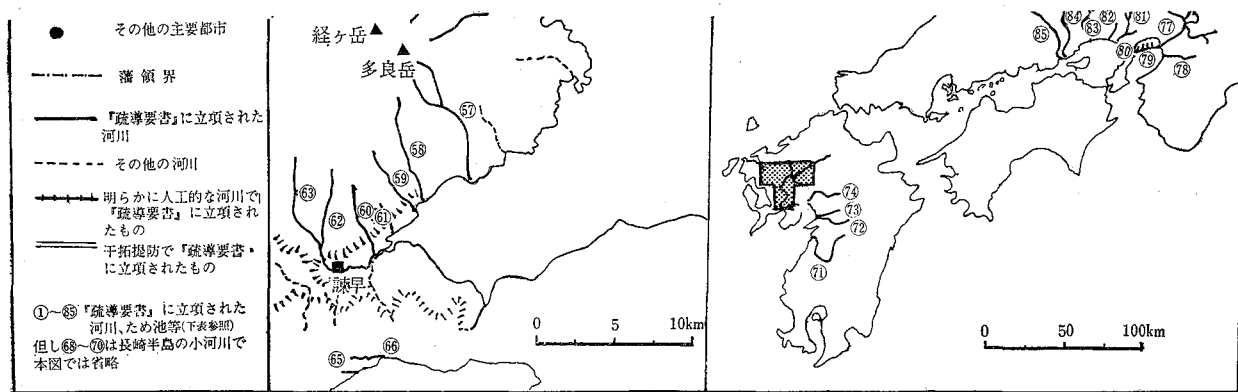 その他の主要都市
藩領界
『疏導要書』に立項された
河川
その他の河川
明らかに人工的な河川で
『疏導要書』に立項され
たもの
干拓堤防で『疏導要書・
に立項されたもの
①〜㊇『疏導要書』に立項された
河川、ため池等(下表参照)
但し68〜70は長崎半島の小河川で
本図では省略
経ヶ岳
多良岳
57
58
59
63
62
60
61
諫早
65
66
0 5 10km
85
84
83
82
81
80
77
79
78
74
73
72
71
0 50 100km